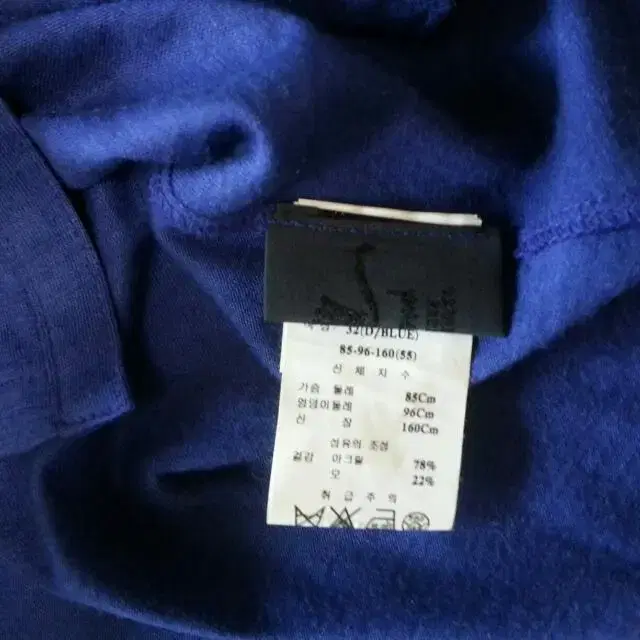 32(D/BLUE)
85-96-160(55)
신 체 치 수
가슴 둘레 85Cm
엉덩이둘레 96Cm
신 장 160Cm
섬유의 조성
겉감 아크릴 78%
모 22%
취 급 주 의